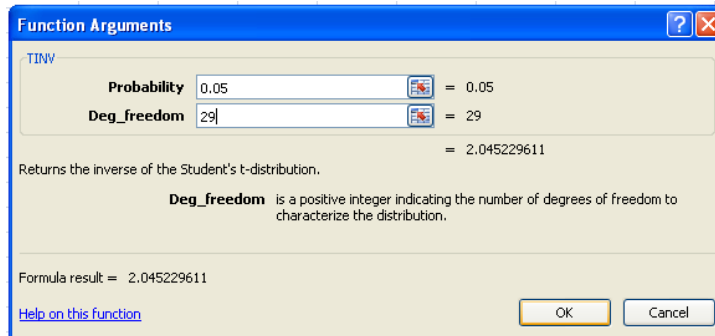 Function Arguments
TINV
Probability 0.05 = 0.05
Deg_freedom 29 = 29
= 2.045229611
Returns the inverse of the Student's t-distribution.
Deg_freedom is a positive integer indicating the number of degrees of freedom to
characterize the distribution.
Formula result = 2.045229611
Help on this function OK Cancel